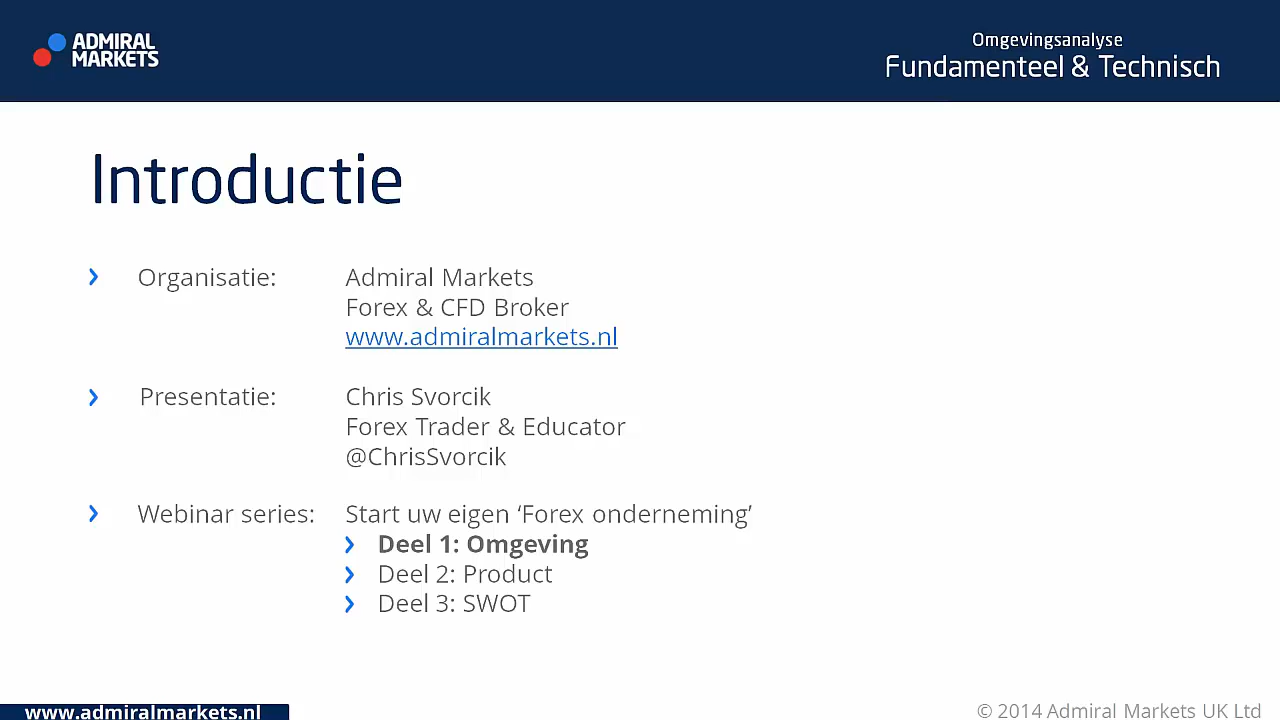 ADMIRAL
MARKETS
Omgevingsanalyse
Fundamenteel & Technisch
Introductie
Organisatie: Admiral Markets
Forex & CFD Broker
www.admiralmarkets.nl
Presentatie: Chris Svorcik
Forex Trader & Educator
@ChrisSvorcik
Webinar series: Start uw eigen ‘Forex onderneming’
Deel 1: Omgeving
Deel 2: Product
Deel 3: SWOT
www.admiralmarkets.nl
© 2014 Admiral Markets UK Ltd